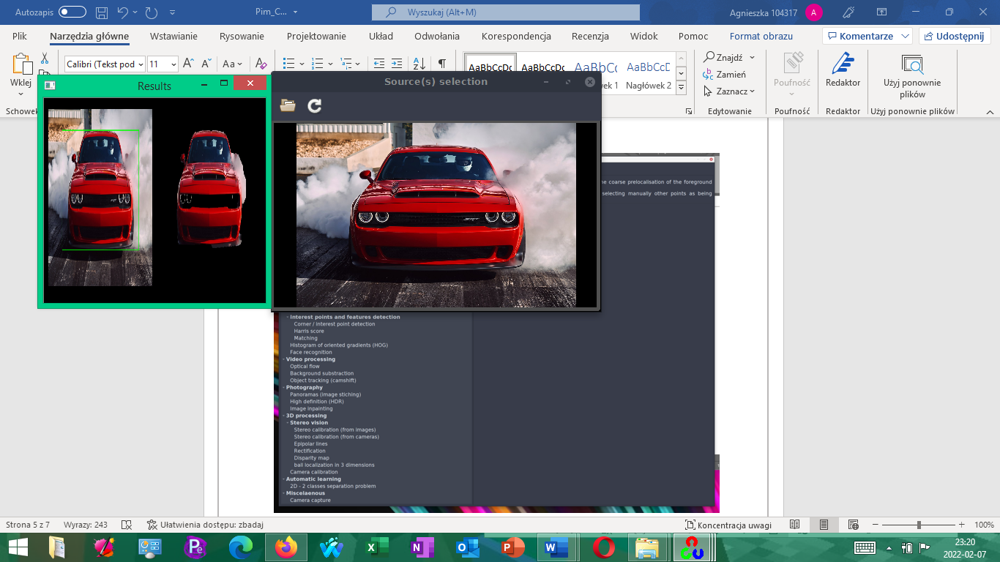 Autozapis
Pim_C...
Wyszukaj (Alt+M)
Agnieszka 104317
A
Plik
Narzędzia główne
Wstawianie
Rysowanie
Projektowanie
Układ
Odwołania
Korespondencja
Recenzja
Widok
Pomoc
Format obrazu
Komentarze
Udostępnij
Wklej
Calibri (Tekst pod
11
AaBbCcDc
AaBbCcDc
AaBbCc
AaBbCcD
ówek 1
Nagłówek 2
Znajdź
Zamień
Zaznacz
Edytowanie
Poufność
Poufność
Redaktor
Redaktor
Użyj ponownie
plików
Użyj ponownie plików
Schowek
Results
Source(s) selection
SRT
he coarse prelocalisation of the foreground
selecting manually other points as being
- Interest points and features detection
Corner / interest point detection
Harris score
Matching
Histogram of oriented gradients (HOG)
Face recognition
- Video processing
Optical flow
Background substraction
Object tracking (camshift)
- Photography
Panoramas (image stiching)
High definition (HDR)
Image inpainting
- 3D processing
- Stereo vision
Stereo calibration (from images)
Stereo calibration (from cameras)
Epipolar lines
Rectification
Disparity map
ball localization in 3 dimensions
Camera calibration
- Automatic learning
2D - 2 classes separation problem
- Miscelaenous
Camera capture
Strona 5 z 7
Wyrazy: 243
Ułatwienia dostępu: zbadaj
Koncentracja uwagi
100%
23:20
2022-02-07